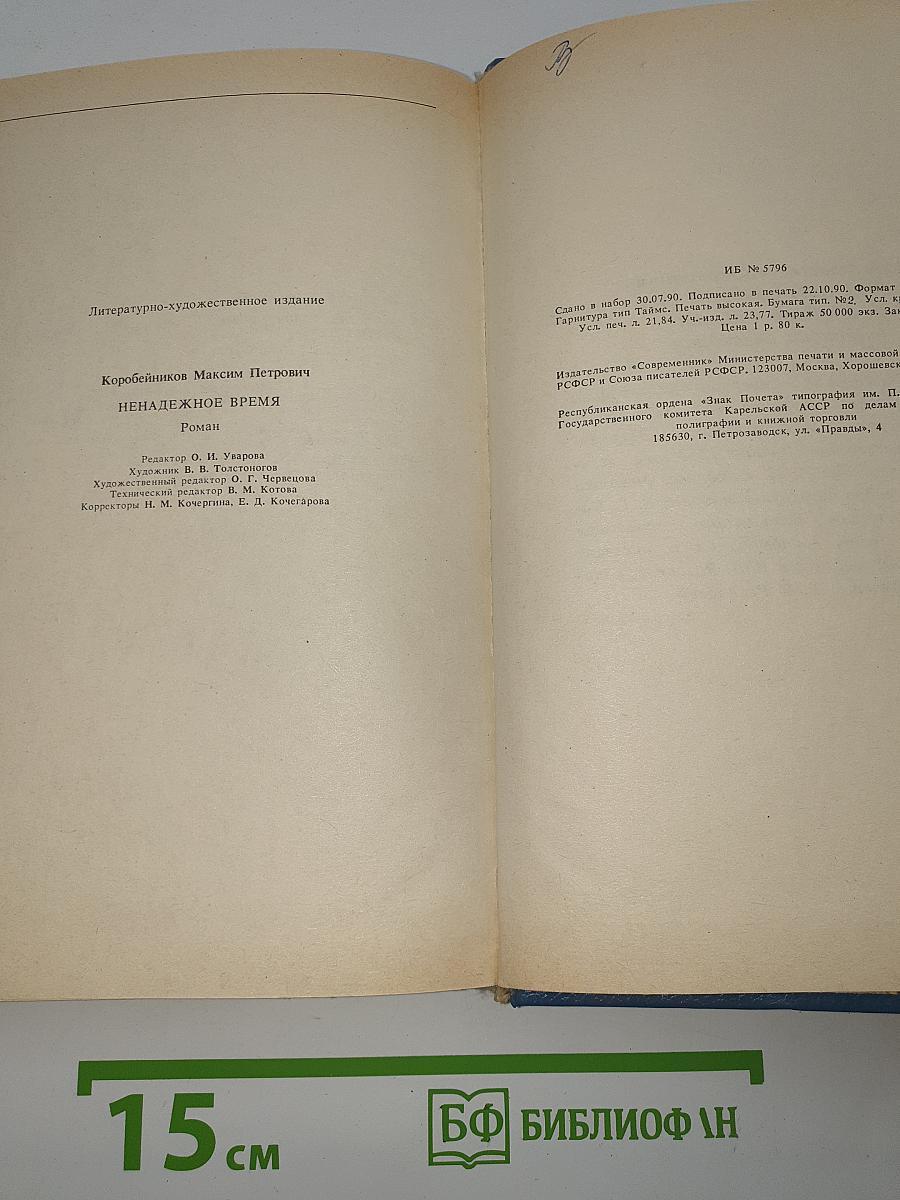 Литературно-художественное издание
Коробейников Максим Петрович
НЕНАДЕЖНОЕ ВРЕМЯ
Роман
Редактор О. И. Уварова
Художник В. В. Толстоногов
Художественный редактор О. Г. Червецова
Технический редактор В. М. Котова
Корректоры Н. М. Кочергина, Е. Д. Кочегарова
ИБ № 5796
Сдано в набор 30.07.90. Подписано в печать 22.10.90. Формат
Гарнитура тип Таймс. Печать высокая. Бумага тип. №2. Усл. к
Усл. печ. л. 21,84. Уч.-изд. л. 23,77. Тираж 50 000 экз. Зак
Цена 1 р. 80 к.
Издательство «Современник» Министерства печати и массовой
РСФСР и Союза писателей РСФСР. 123007, Москва, Хорошевск
Республиканская ордена «Знак Почета» типография им. П.
Государственного комитета Карельской АССР по делам
полиграфии и книжной торговли
185630, г. Петрозаводск, ул. «Правды», 4
15 см
БФ БИБЛИОФАН